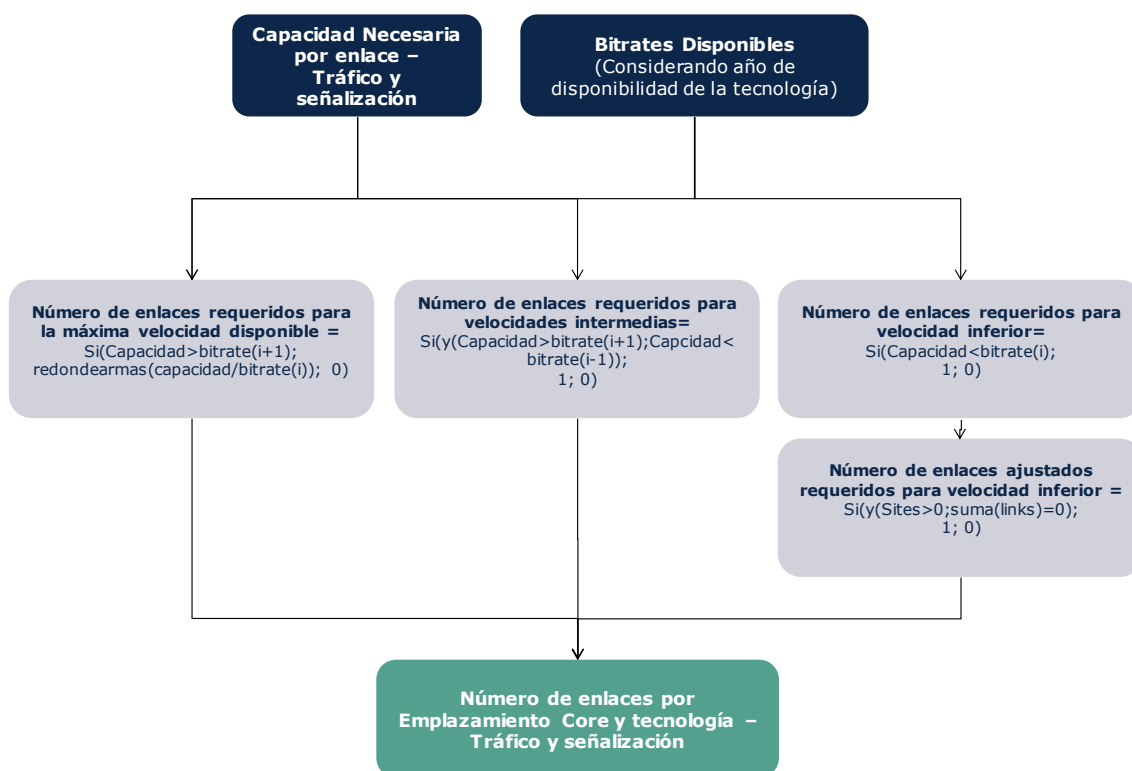 Capacidad Necesaria
por enlace –
Tráfico y
señalización
Bitrates Disponibles
(Considerando año de
disponibilidad de la tecnología)
Número de enlaces requeridos para
la máxima velocidad disponible =
Si(Capacidad>bitrate(i+1);
redondearmas(capacidad/bitrate(i)); 0)
Número de enlaces requeridos para
velocidades intermedias=
Si(y(Capacidad>bitrate(i+1);Capcidad<
bitrate(i-1));
1; 0)
Número de enlaces requeridos para
velocidad inferior=
Si(Capacidad<bitrate(i);
1; 0)
Número de enlaces ajustados
requeridos para velocidad inferior =
Si(y(Sites>0;suma(links)=0);
1; 0)
Número de enlaces por
Emplazamiento Core y tecnología –
Tráfico y señalización